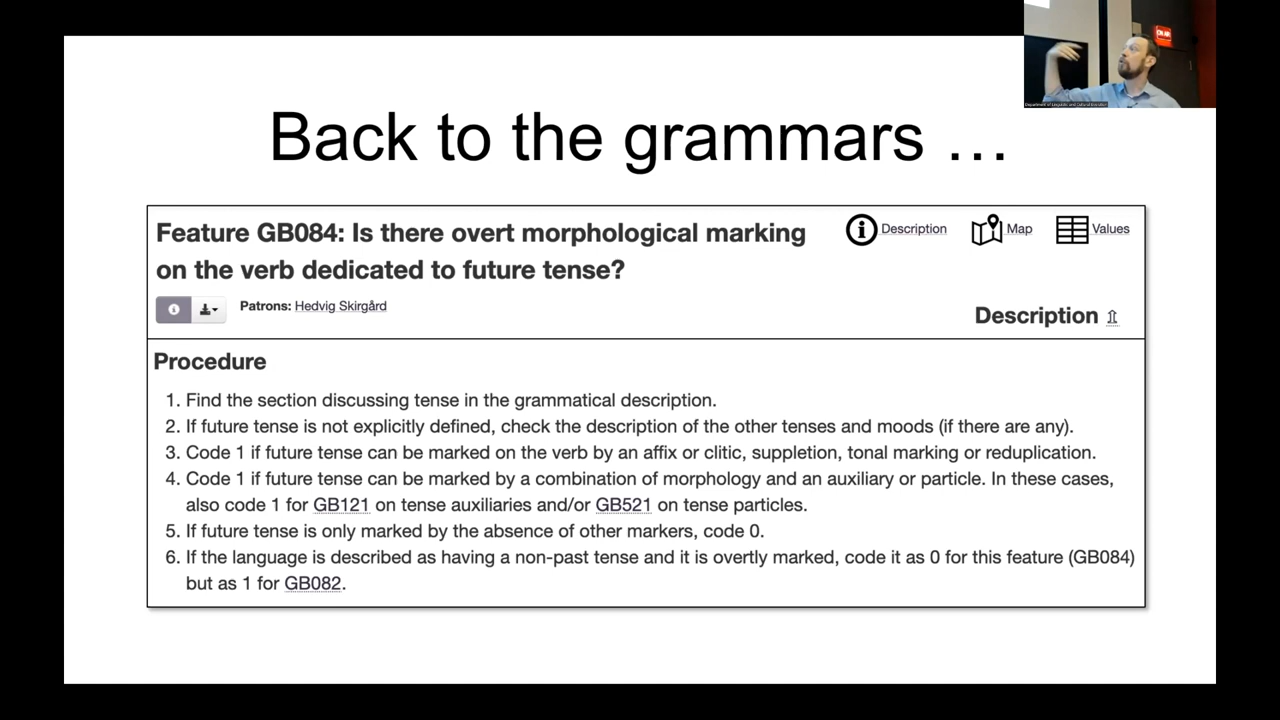 Back to the grammars …
Feature GB084: Is there overt morphological marking
on the verb dedicated to future tense?
Description
Map
Values
Patrons: Hedvig Skirgård
Description ⇫
Procedure
1. Find the section discussing tense in the grammatical description.
2. If future tense is not explicitly defined, check the description of the other tenses and moods (if there are any).
3. Code 1 if future tense can be marked on the verb by an affix or clitic, suppletion, tonal marking or reduplication.
4. Code 1 if future tense can be marked by a combination of morphology and an auxiliary or particle. In these cases,
also code 1 for GB121 on tense auxiliaries and/or GB521 on tense particles.
5. If future tense is only marked by the absence of other markers, code 0.
6. If the language is described as having a non-past tense and it is overtly marked, code it as 0 for this feature (GB084)
but as 1 for GB082.
ON AIR
Department of Linguistic and Cultural Evolution